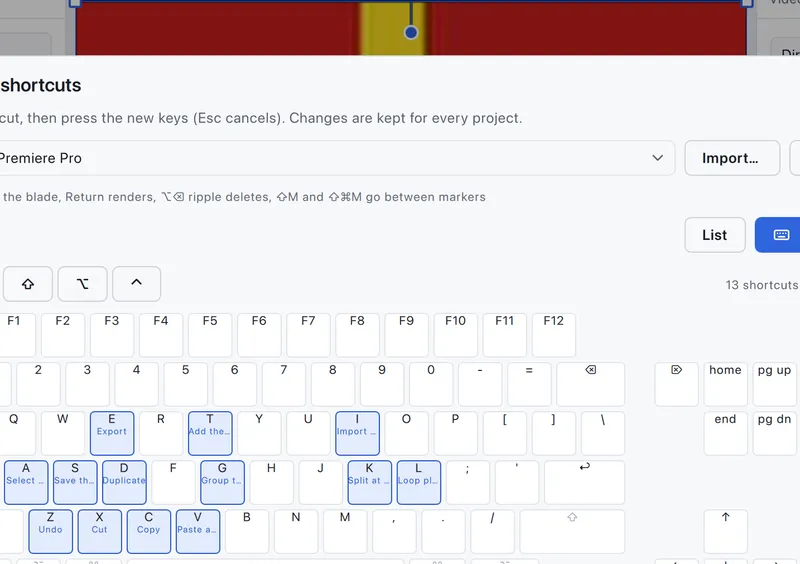 shortcuts
cut, then press the new keys (Esc cancels). Changes are kept for every project.
Premiere Pro
Import…
the blade, Return renders, ⌥⌫ ripple deletes, ⇧M and ⇧⌘M go between markers
List
⇧ ⌥ ^
13 shortcuts
F1 F2 F3 F4 F5 F6 F7 F8 F9 F10 F11 F12
2 3 4 5 6 7 8 9 0 - = ⌫ ⌦ home pg up
Q W E R T Y U I O P [ ] \ end pg dn
Export Add the… Import …
A S D F G H J K L ; ' ↩
Select … Save th… Duplicate Group t… Split at … Loop pl…
Z X C V B N M , . / ⇧ ↑
Undo Cut Copy Paste a…